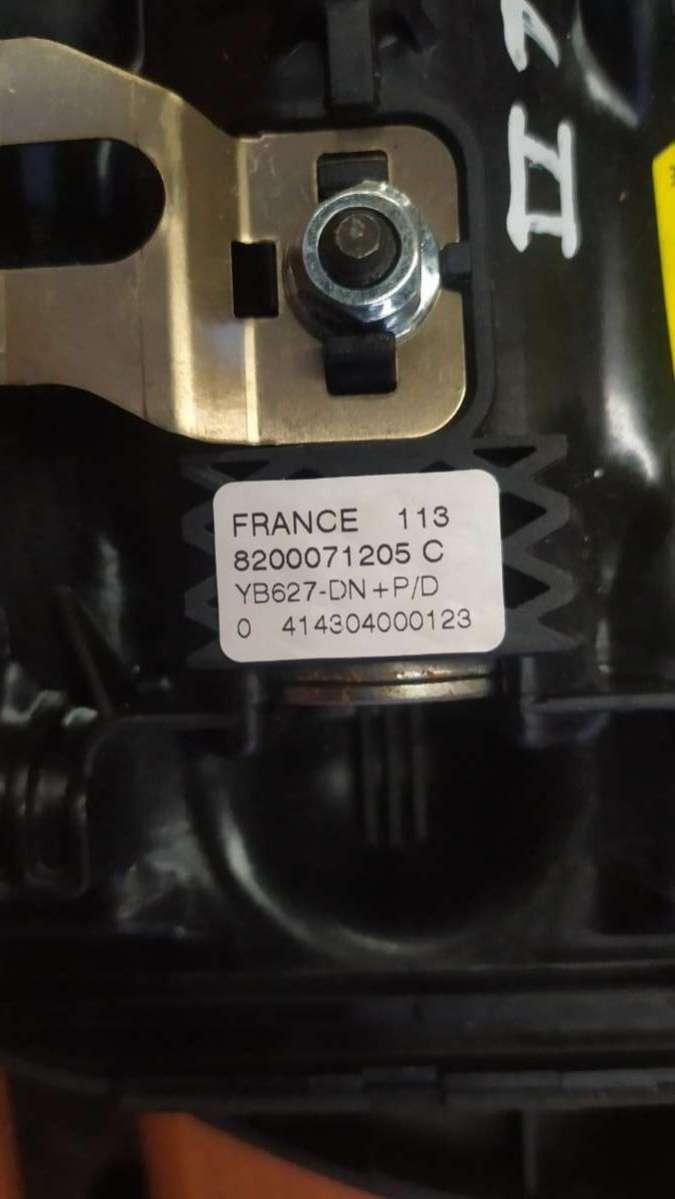 FRANCE 113
8200071205 C
YB627-DN+P/D
0 414304000123